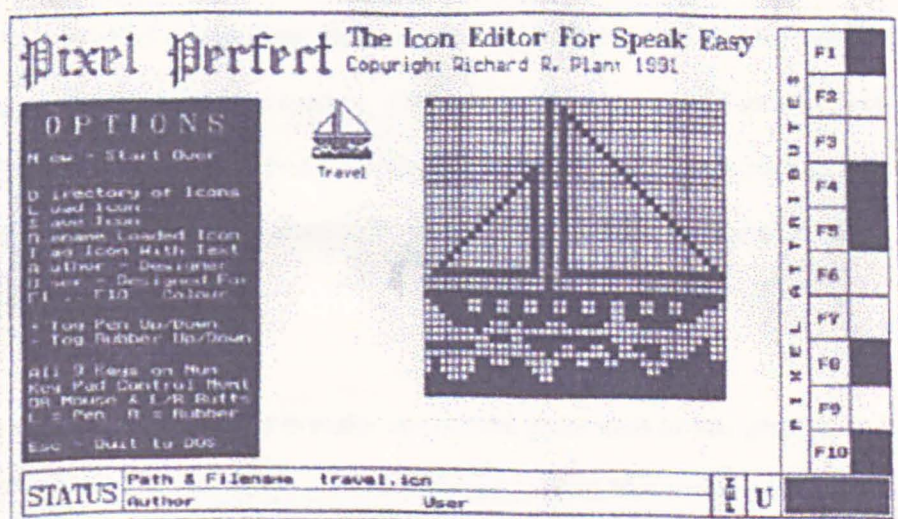 Pixel Perfect
The Icon Editor For Speak Easy
Copyright Richard R. Plant 1991
OPTIONS
N ew - Start Over
D irectory of Icons
L oad Icon
S ave Icon
R ename Loaded Icon
T ag Icon With Text
A uthor - Designer
U ser - Designed For
F1 .. F10 - Colour
+ Tog Pen Up/Down
- Tog Rubber Up/Down
All 9 Keys on Num
Key Pad Control Mvmt
OR Mouse & L/R Butts
L = Pen R = Rubber
Esc - Quit to DOS
Travel
PIXEL ATTRIBUTES
F1
F2
F3
F4
F5
F6
F7
F8
F9
F10
STATUS
Path & Filename travel.icn
Author User
PEN
U